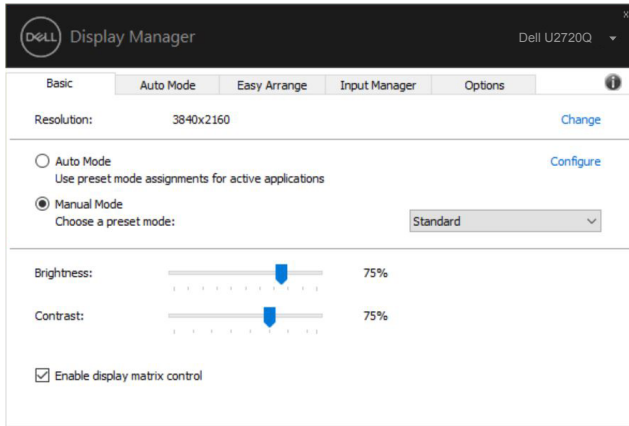 x
DELL Display Manager Dell U2720Q
Basic Auto Mode Easy Arrange Input Manager Options
Resolution: 3840x2160 Change
Auto Mode Configure
Use preset mode assignments for active applications
Manual Mode
Choose a preset mode: Standard
Brightness: 75%
Contrast: 75%
Enable display matrix control